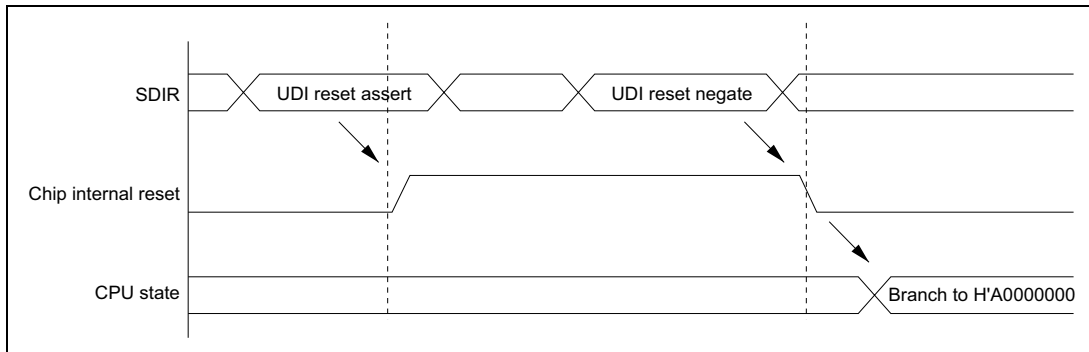 SDIR
UDI reset assert
UDI reset negate
Chip internal reset
CPU state
Branch to H'A0000000